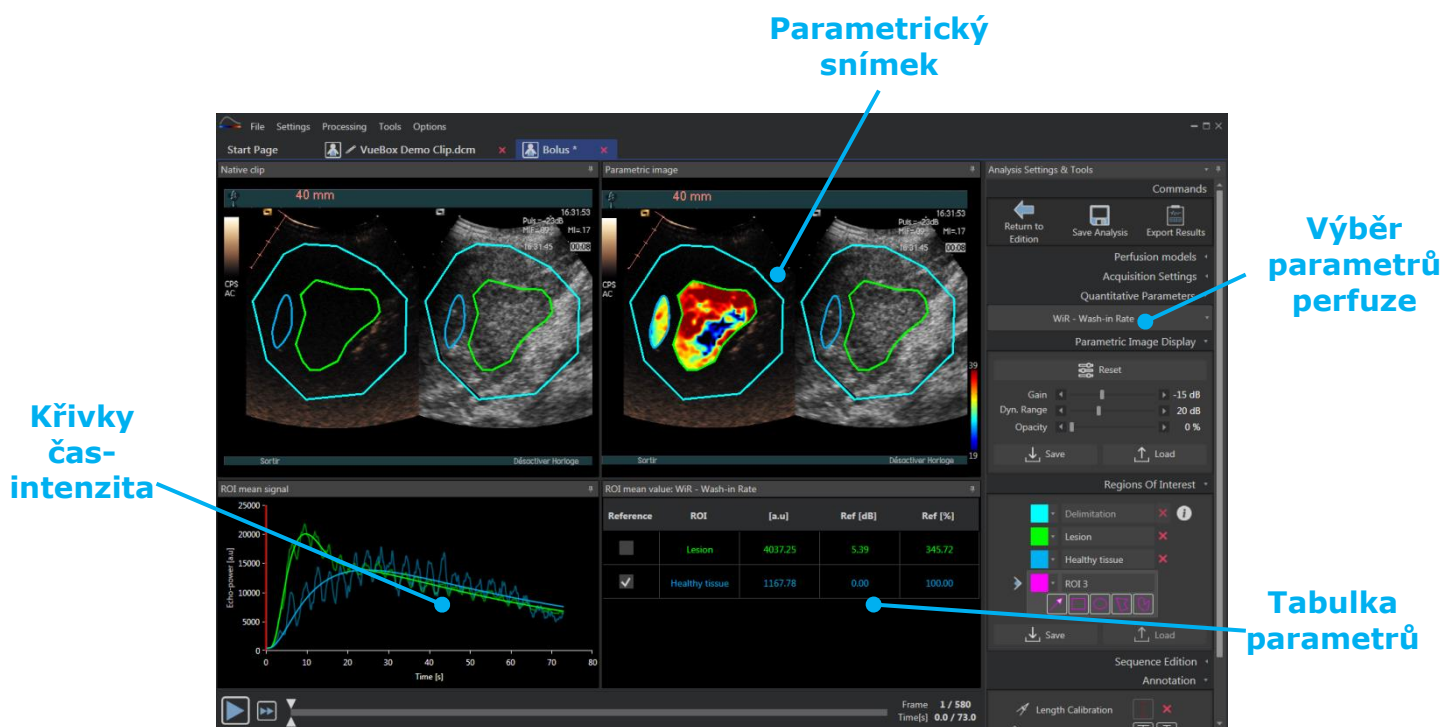 Parametrický
snímek
File Settings Processing Tools Options
Start Page VueBox Demo Clip.dcm Bolus *
Native clip
40 mm
16:31:53
MI=.17
00:08
CPS
AC
Sortir Désactiver Horloge
Parametric image
40 mm
16:31:53
MI=.17
00:08
CPS
AC
39
19
Sortir Désactiver Horloge
Analysis Settings & Tools
Commands
Return to
Edition
Save Analysis
Export Results
Perfusion models
Acquisition Settings
Quantitative Parameters
WiR - Wash-in Rate
Parametric Image Display
Reset
Gain -15 dB
Dyn. Range 20 dB
Opacity 0 %
Save Load
Regions Of Interest
Delimitation
Lesion
Healthy tissue
ROI 3
Save Load
Sequence Edition
Annotation
Length Calibration
Výběr
parametrů
perfuze
Křivky
čas-
intenzita
ROI mean signal
Echo-power [a.u]
25000
20000
15000
10000
5000
0
0 10 20 30 40 50 60 70 80
Time [s]
ROI mean value: WiR - Wash-in Rate
Reference ROI [a.u] Ref [dB] Ref [%]
Lesion 4037.25 5.39 345.72
Healthy tissue 1167.78 0.00 100.00
Tabulka
parametrů
Frame 1 / 580
Time[s] 0.0 / 73.0